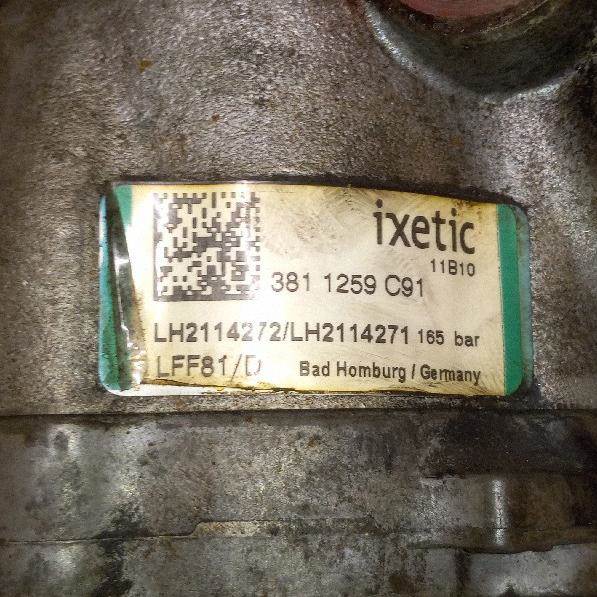 ixetic
11B10
381 1259 C91
LH2114272/LH2114271 165 bar
LFF81/D Bad Homburg / Germany